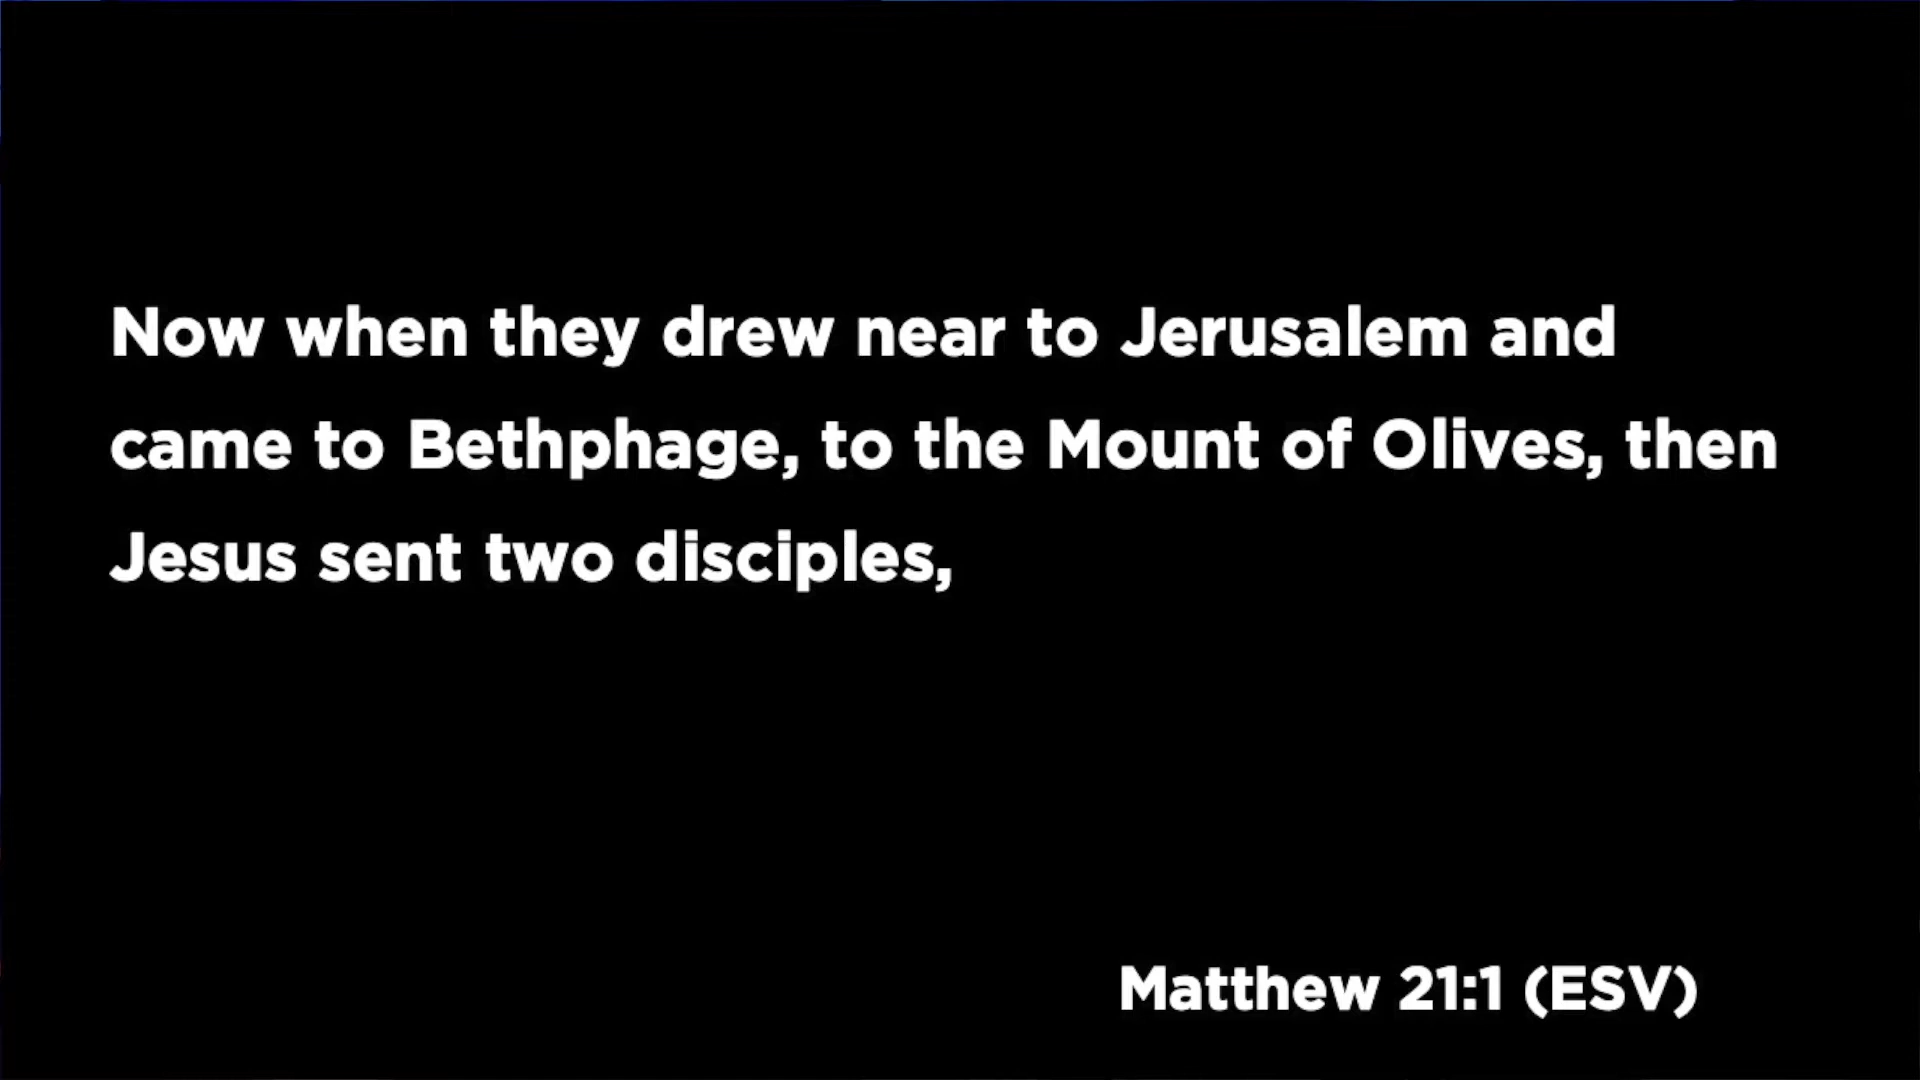 Now when they drew near to Jerusalem and
came to Bethphage, to the Mount of Olives, then
Jesus sent two disciples,
Matthew 21:1 (ESV)